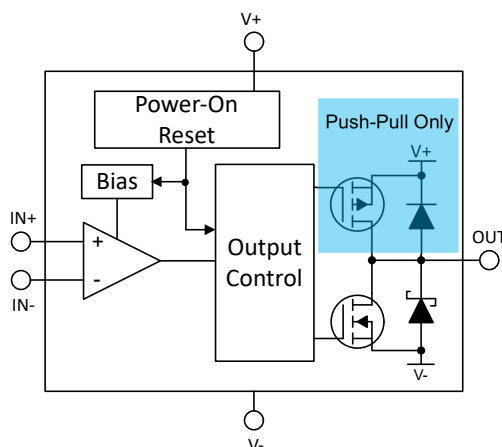 V+
Power-On
Reset
Push-Pull Only
V+
Bias
IN+
+
OUT
Output
Control
IN-
-
V-
V-